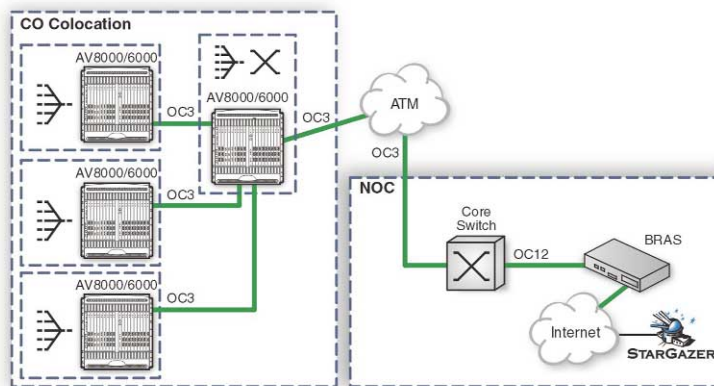 CO Colocation
AV8000/6000
OC3
AV8000/6000
OC3
ATM
OC3
AV8000/6000
OC3
AV8000/6000
OC3
NOC
Core
Switch
OC12
BRAS
Internet
STARGAZER